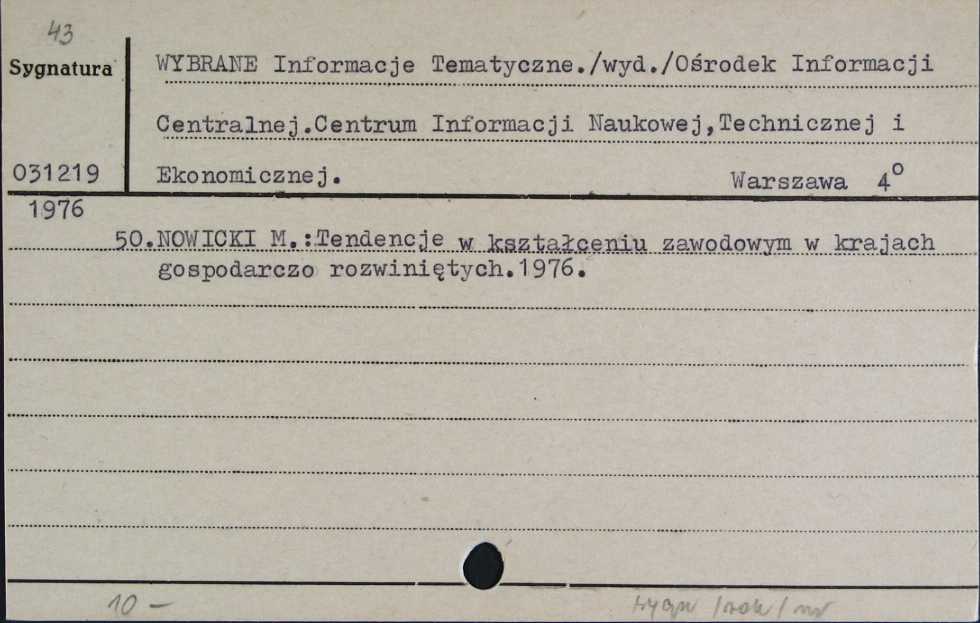 43
Sygnatura
WYBRANE Informacje Tematyczne./wyd./Ośrodek Informacji
Centralnej.Centrum Informacji Naukowej,Technicznej i
031219 Ekonomicznej. Warszawa 4°
1976
50.NOWICKI M.:Tendencje w kształceniu zawodowym w krajach
gospodarczo rozwiniętych.1976.
10 - /rok/